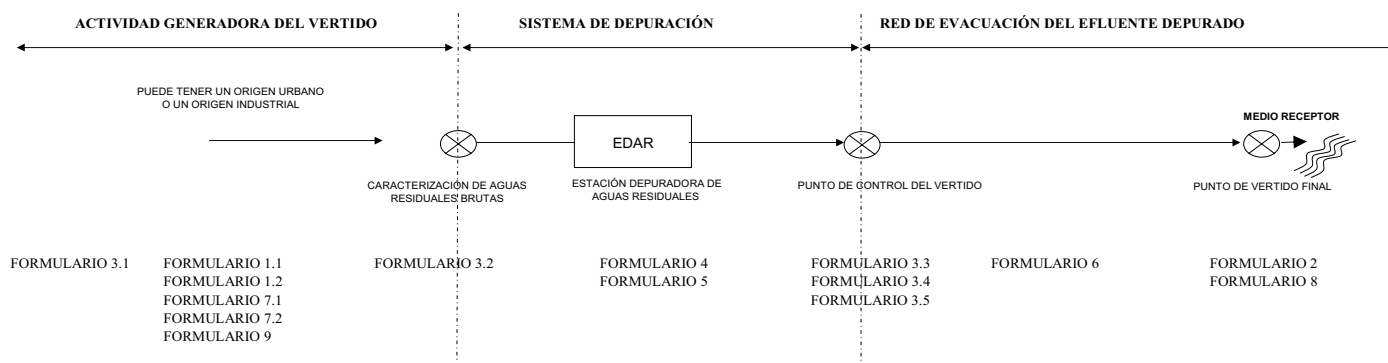 ACTIVIDAD GENERADORA DEL VERTIDO
SISTEMA DE DEPURACIÓN
RED DE EVACUACIÓN DEL EFLUENTE DEPURADO
PUEDE TENER UN ORIGEN URBANO
O UN ORIGEN INDUSTRIAL
MEDIO RECEPTOR
EDAR
CARACTERIZACIÓN DE AGUAS
RESIDUALES BRUTAS
ESTACIÓN DEPURADORA DE
AGUAS RESIDUALES
PUNTO DE CONTROL DEL VERTIDO
PUNTO DE VERTIDO FINAL
FORMULARIO 3.1
FORMULARIO 1.1
FORMULARIO 1.2
FORMULARIO 7.1
FORMULARIO 7.2
FORMULARIO 9
FORMULARIO 3.2
FORMULARIO 4
FORMULARIO 5
FORMULARIO 3.3
FORMULARIO 3.4
FORMULARIO 3.5
FORMULARIO 6
FORMULARIO 2
FORMULARIO 8